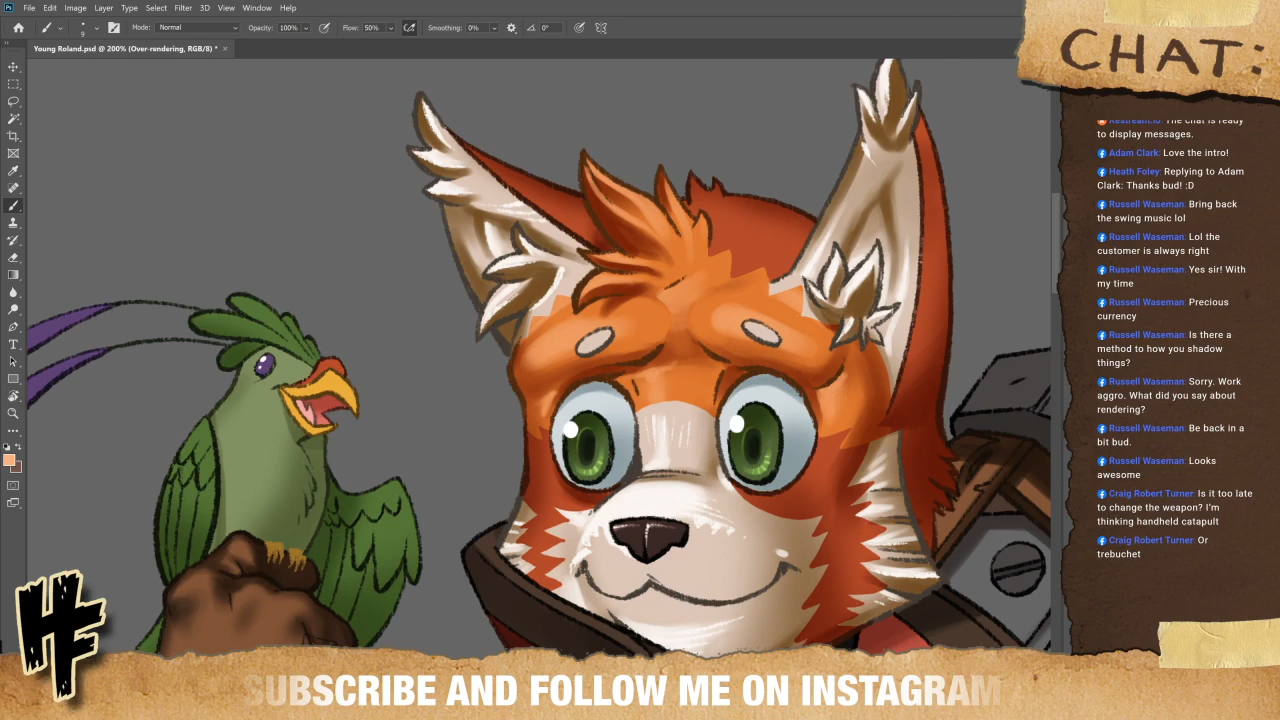 Ps File Edit Image Layer Type Select Filter 3D View Window Help
9 Mode: Normal Opacity: 100% Flow: 50% Smoothing: 0% 0°
Young Roland.psd @ 200% (Over-rendering, RGB/8) * ×
CHAT:
Restream.io: The chat is ready
to display messages.
Adam Clark: Love the intro!
Heath Foley: Replying to Adam
Clark: Thanks bud! :D
Russell Waseman: Bring back
the swing music lol
Russell Waseman: Lol the
customer is always right
Russell Waseman: Yes sir! With
my time
Russell Waseman: Precious
currency
Russell Waseman: Is there a
method to how you shadow
things?
Russell Waseman: Sorry. Work
aggro. What did you say about
rendering?
Russell Waseman: Be back in a
bit bud.
Russell Waseman: Looks
awesome
Craig Robert Turner: Is it too late
to change the weapon? I'm
thinking handheld catapult
Craig Robert Turner: Or
trebuchet
HF
SUBSCRIBE AND FOLLOW ME ON INSTAGRAM